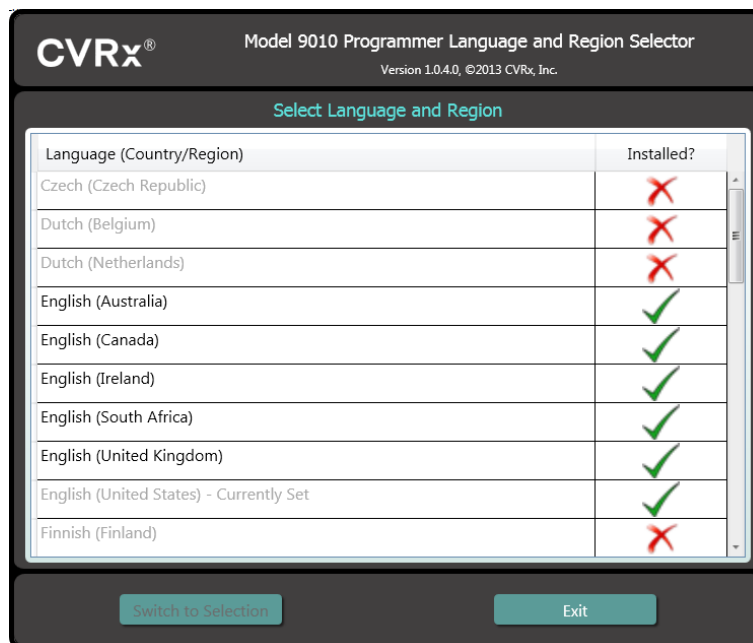 CVRx®
Model 9010 Programmer Language and Region Selector
Version 1.0.4.0, ©2013 CVRx, Inc.
Select Language and Region
Language (Country/Region) Installed?
Czech (Czech Republic)
Dutch (Belgium)
Dutch (Netherlands)
English (Australia)
English (Canada)
English (Ireland)
English (South Africa)
English (United Kingdom)
English (United States) - Currently Set
Finnish (Finland)
Switch to Selection Exit